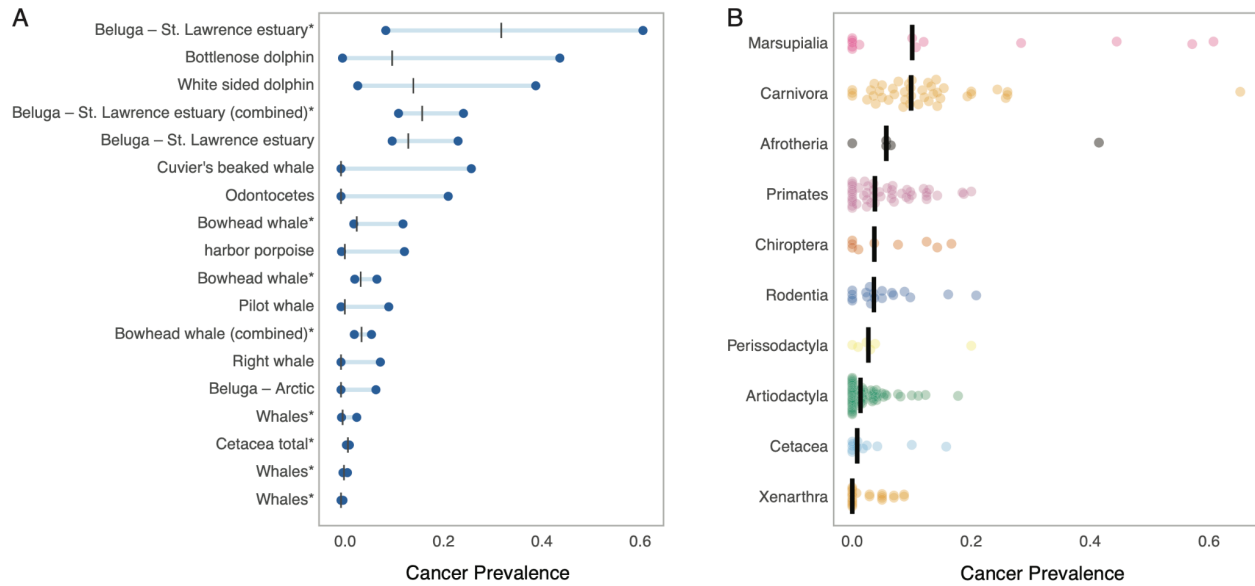 A
Beluga – St. Lawrence estuary*
Bottlenose dolphin
White sided dolphin
Beluga – St. Lawrence estuary (combined)*
Beluga – St. Lawrence estuary
Cuvier's beaked whale
Odontocetes
Bowhead whale*
harbor porpoise
Bowhead whale*
Pilot whale
Bowhead whale (combined)*
Right whale
Beluga – Arctic
Whales*
Cetacea total*
Whales*
Whales*
0.0 0.2 0.4 0.6
Cancer Prevalence
B
Marsupialia
Carnivora
Afrotheria
Primates
Chiroptera
Rodentia
Perissodactyla
Artiodactyla
Cetacea
Xenarthra
0.0 0.2 0.4 0.6
Cancer Prevalence